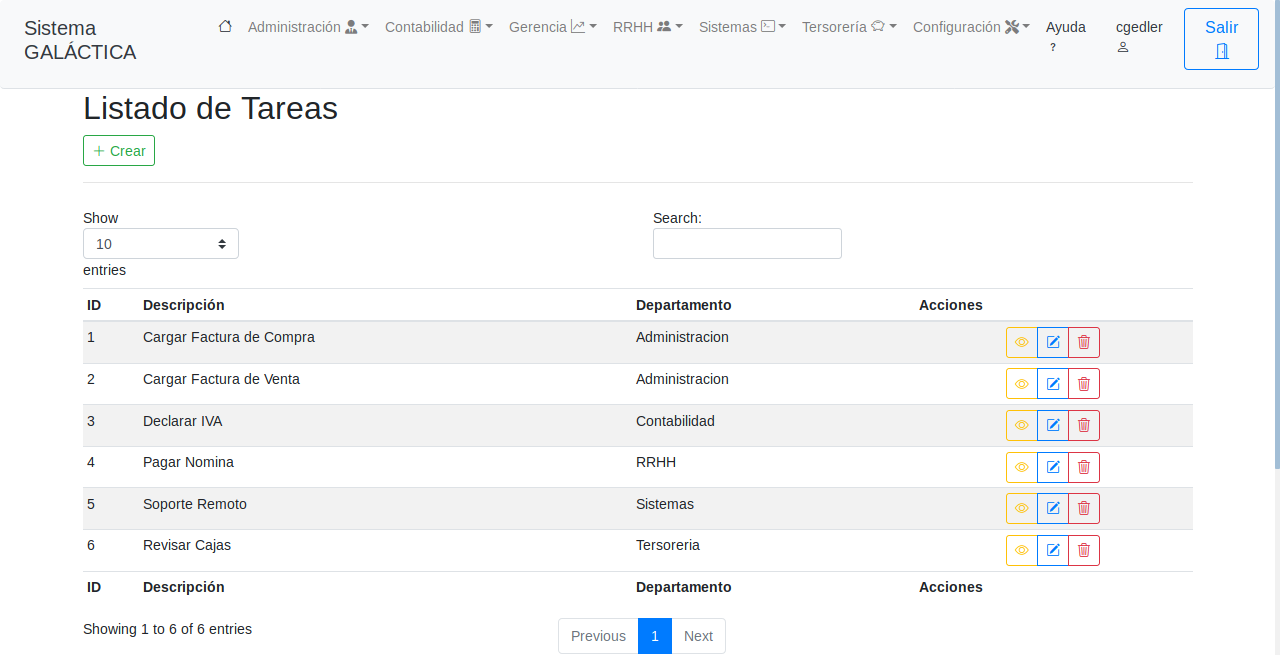 Sistema GALÁCTICA
Administración Contabilidad Gerencia RRHH Sistemas Tersorería Configuración Ayuda ? cgedler Salir
Listado de Tareas
+ Crear
Show 10 entries
Search:
ID Descripción Departamento Acciones
1 Cargar Factura de Compra Administracion
2 Cargar Factura de Venta Administracion
3 Declarar IVA Contabilidad
4 Pagar Nomina RRHH
5 Soporte Remoto Sistemas
6 Revisar Cajas Tersoreria
ID Descripción Departamento Acciones
Showing 1 to 6 of 6 entries
Previous 1 Next